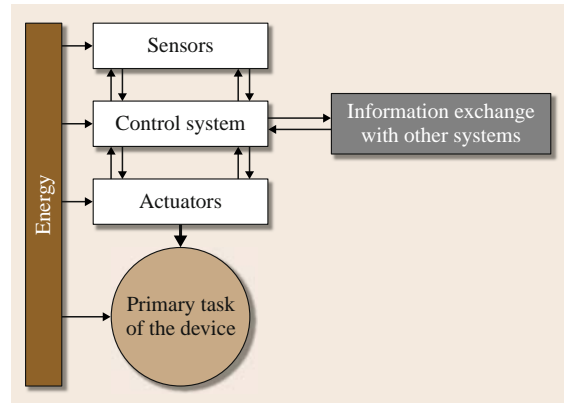 Sensors
Control system
Information exchange
with other systems
Actuators
Energy
Primary task
of the device